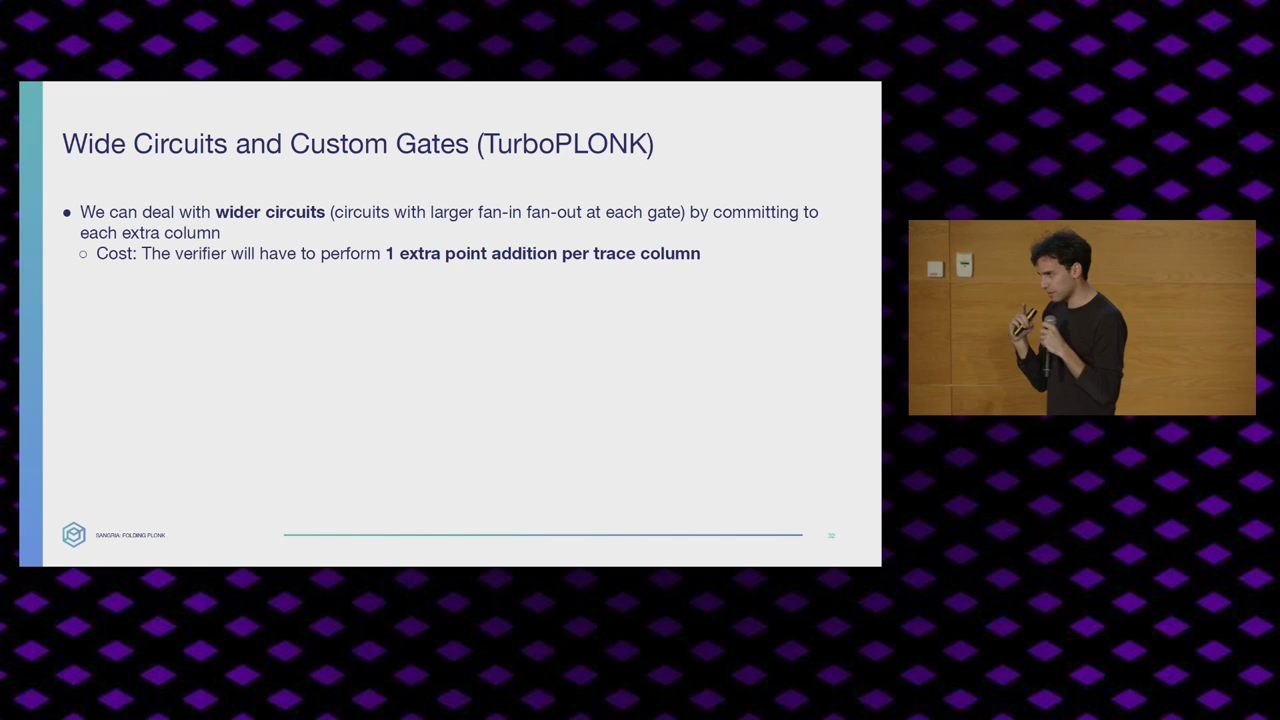 Wide Circuits and Custom Gates (TurboPLONK)
● We can deal with wider circuits (circuits with larger fan-in fan-out at each gate) by committing to
each extra column
○ Cost: The verifier will have to perform 1 extra point addition per trace column
SANGRIA: FOLDING PLONK
32